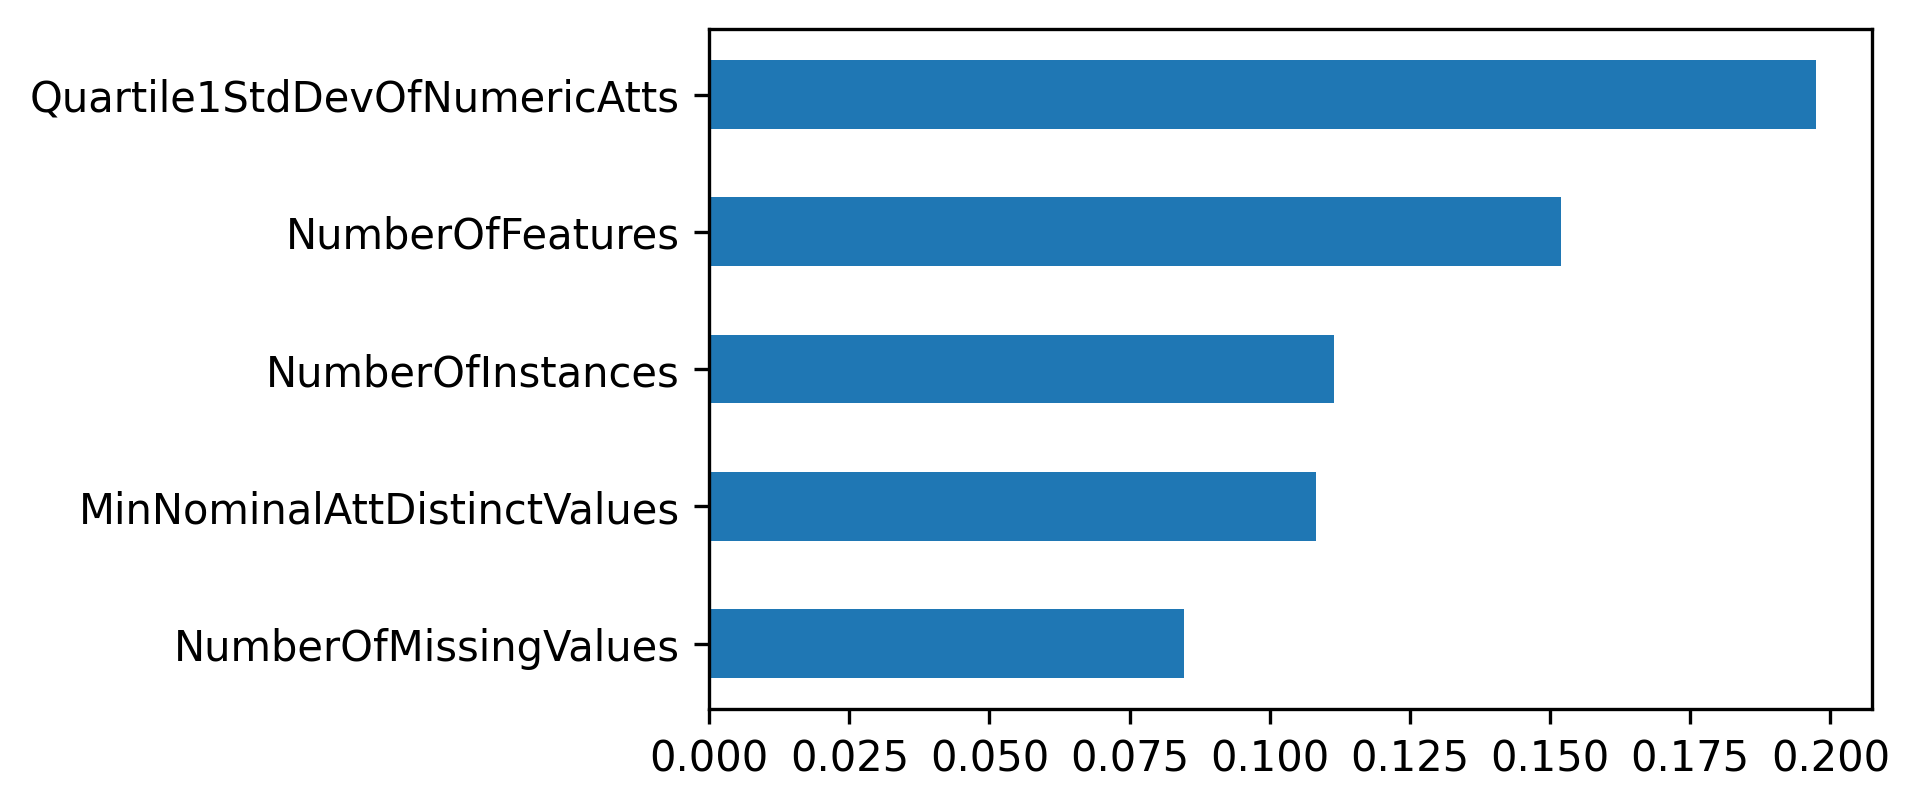 Quartile1StdDevOfNumericAtts
NumberOfFeatures
NumberOfInstances
MinNominalAttDistinctValues
NumberOfMissingValues
0.000 0.025 0.050 0.075 0.100 0.125 0.150 0.175 0.200